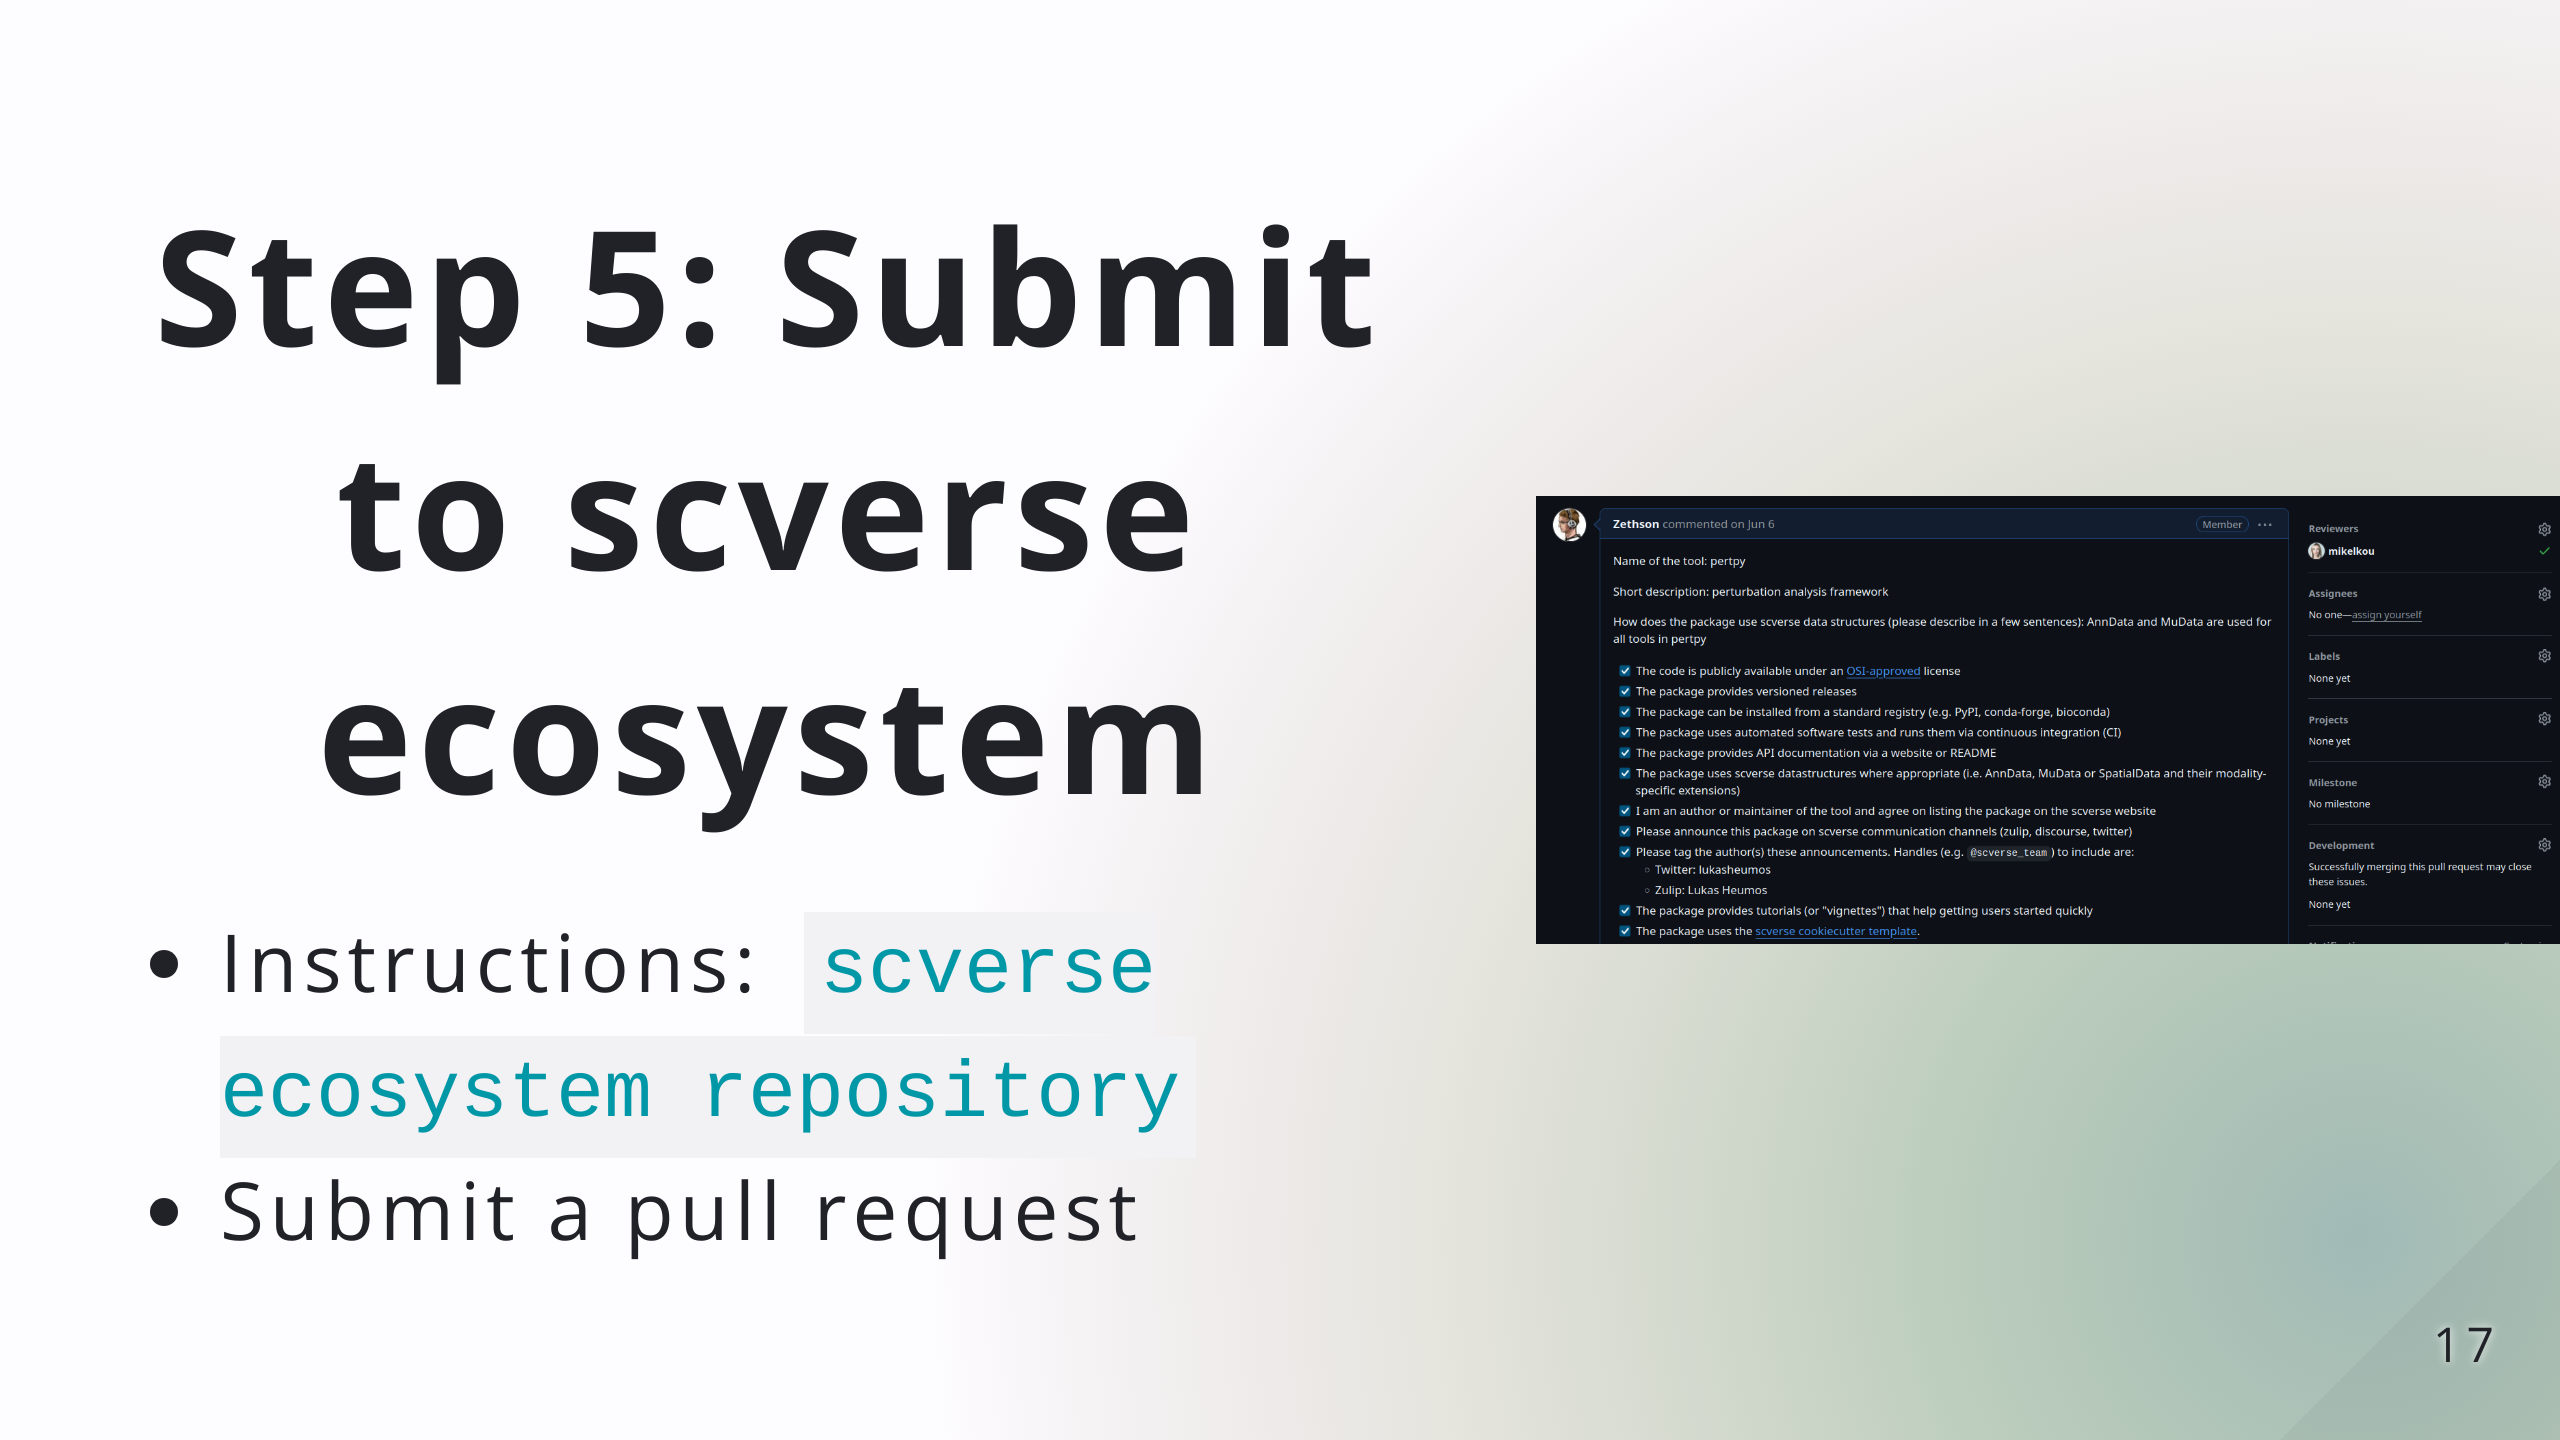 Step 5: Submit
to scverse
ecosystem
• Instructions: scverse
ecosystem repository
• Submit a pull request
Zethson commented on Jun 6
Member
Name of the tool: pertpy
Short description: perturbation analysis framework
How does the package use scverse data structures (please describe in a few sentences): AnnData and MuData are used for
all tools in pertpy
The code is publicly available under an OSI-approved license
The package provides versioned releases
The package can be installed from a standard registry (e.g. PyPI, conda-forge, bioconda)
The package uses automated software tests and runs them via continuous integration (CI)
The package provides API documentation via a website or README
The package uses scverse datastructures where appropriate (i.e. AnnData, MuData or SpatialData and their modality-
specific extensions)
I am an author or maintainer of the tool and agree on listing the package on the scverse website
Please announce this package on scverse communication channels (zulip, discourse, twitter)
Please tag the author(s) these announcements. Handles (e.g. @scverse_team ) to include are:
Twitter: lukasheumos
Zulip: Lukas Heumos
The package provides tutorials (or "vignettes") that help getting users started quickly
The package uses the scverse cookiecutter template.
Reviewers
mikelkou
Assignees
No one—assign yourself
Labels
None yet
Projects
None yet
Milestone
No milestone
Development
Successfully merging this pull request may close
these issues.
None yet
17